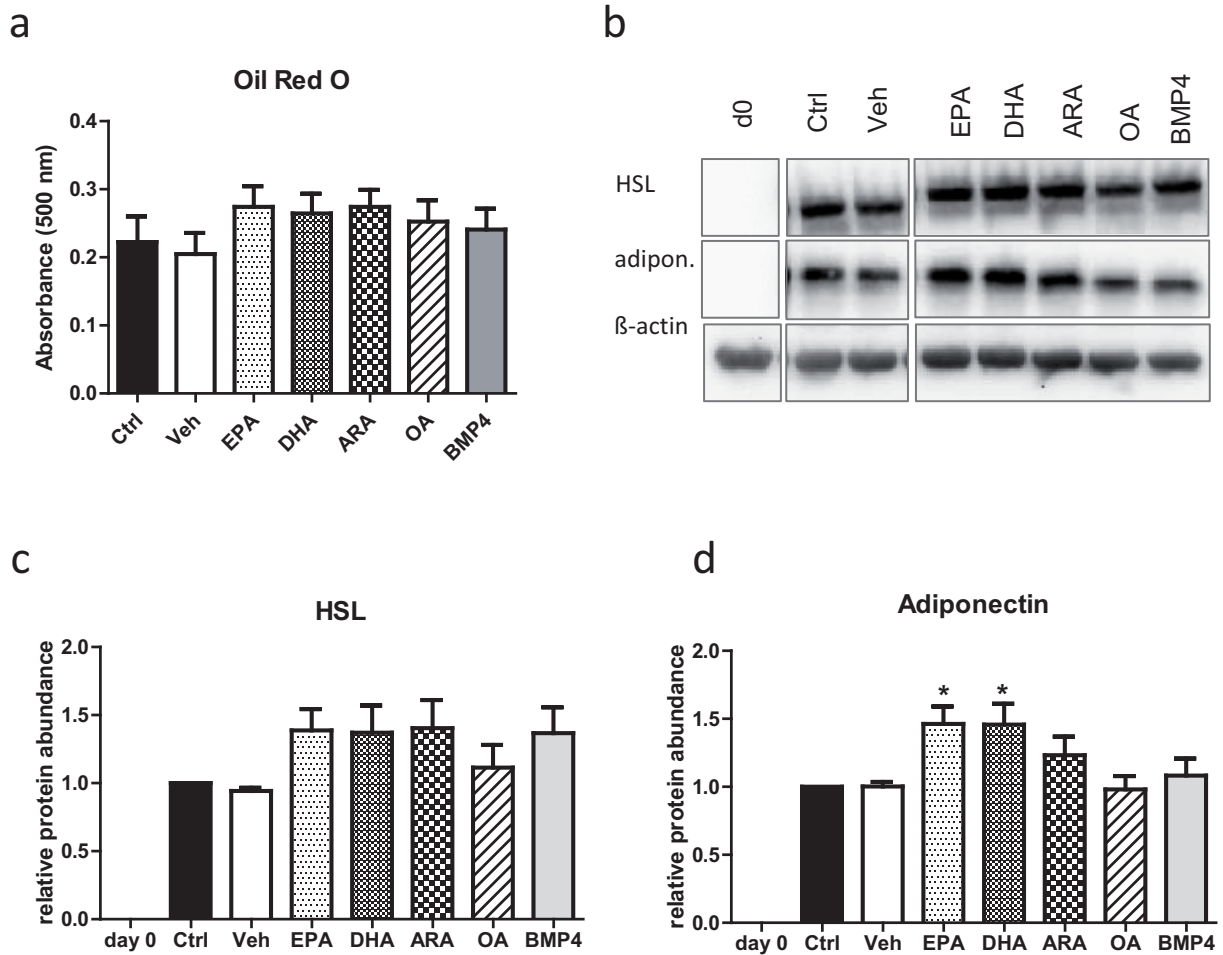 a
Oil Red O
Absorbance (500 nm)
0.4
0.3
0.2
0.1
0.0
Ctrl Veh EPA DHA ARA OA BMP4
b
d0 Ctrl Veh EPA DHA ARA OA BMP4
HSL
adipon.
ß-actin
c
HSL
relative protein abundance
2.0
1.5
1.0
0.5
0.0
day 0 Ctrl Veh EPA DHA ARA OA BMP4
d
Adiponectin
relative protein abundance
2.0
1.5
1.0
0.5
0.0
* *
day 0 Ctrl Veh EPA DHA ARA OA BMP4